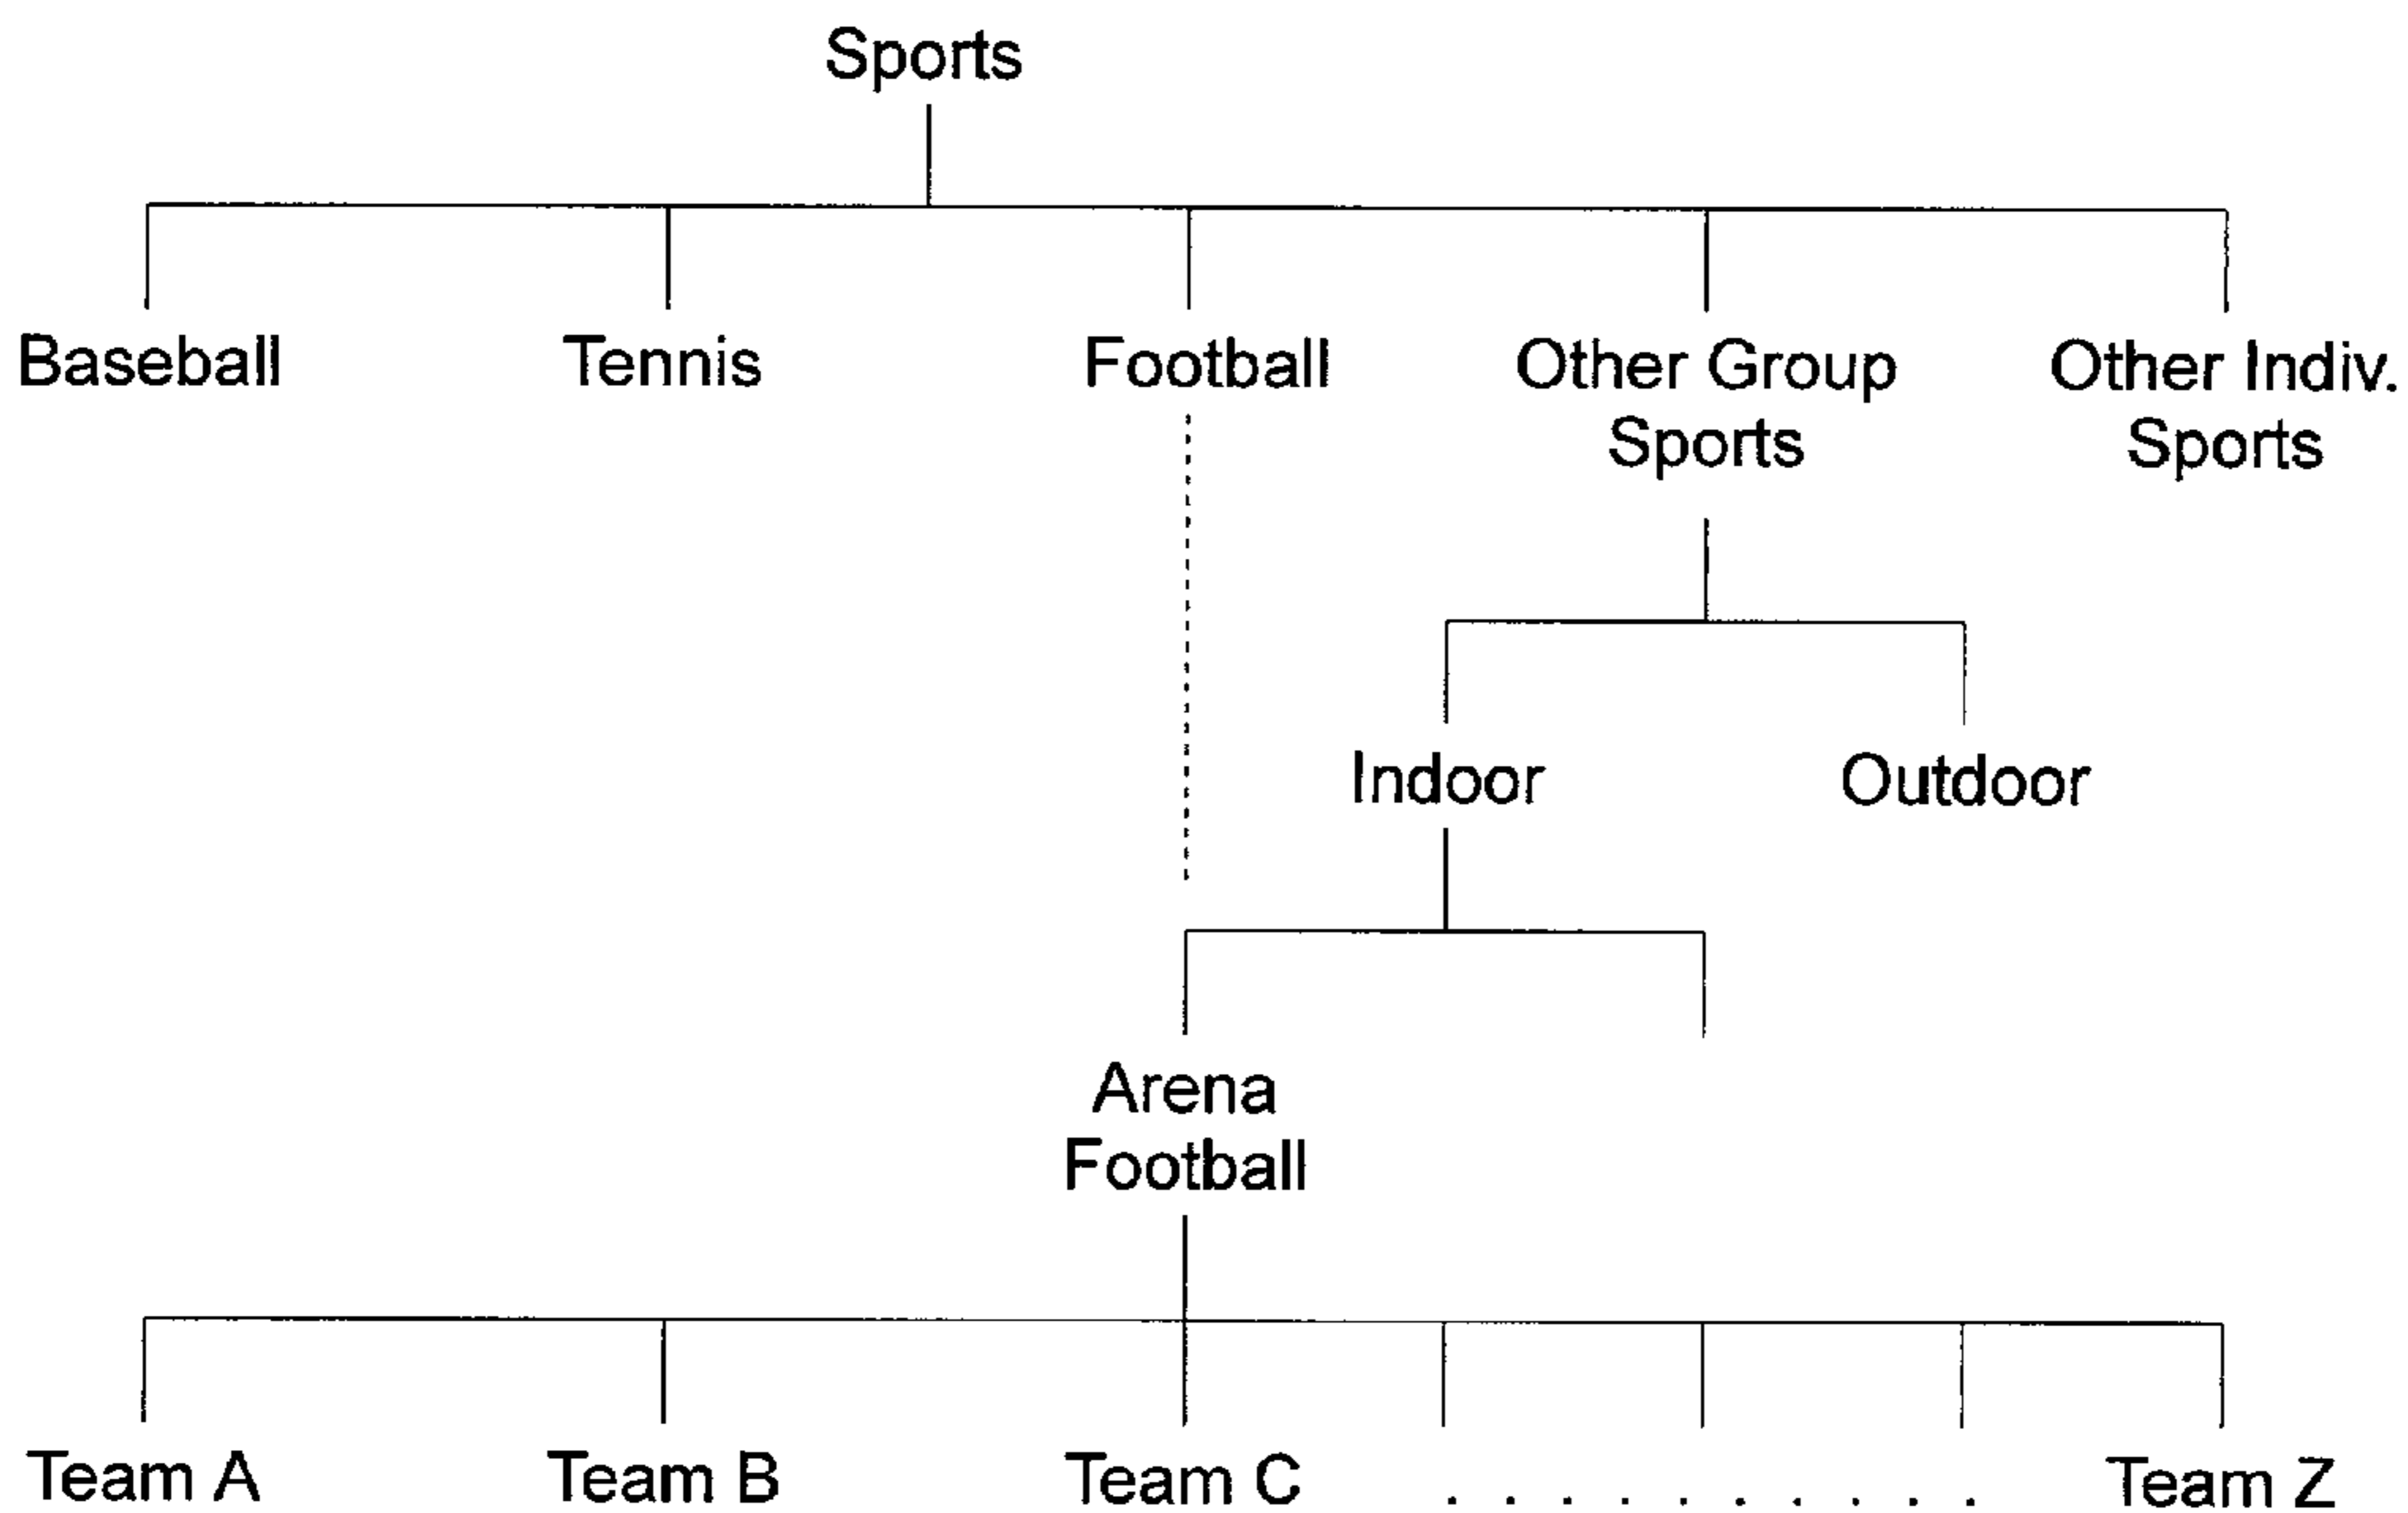 Sports
Baseball
Tennis
Football
Other Group
Sports
Other Indiv.
Sports
Indoor
Outdoor
Arena
Football
Team A
Team B
Team C
. . . . . . . . . .
Team Z